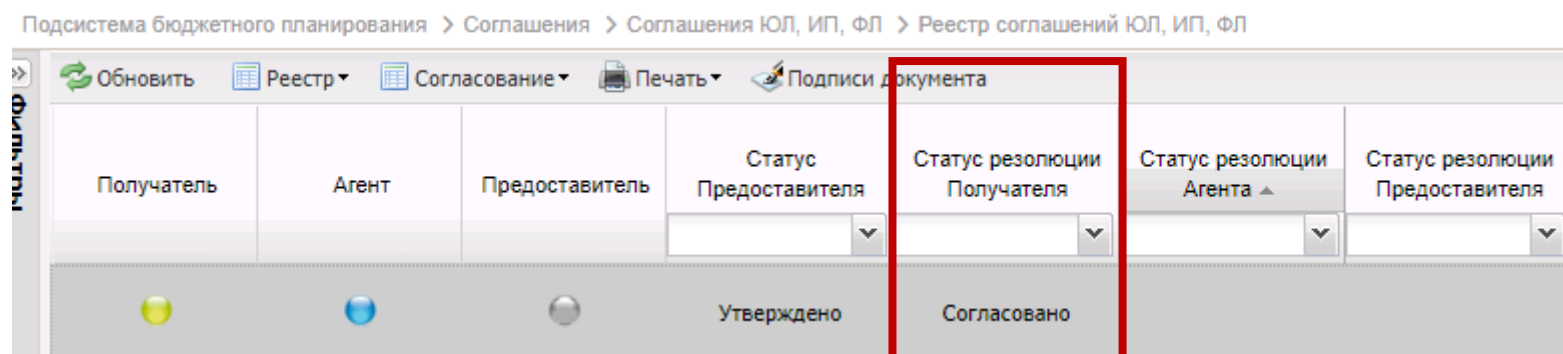 Подсистема бюджетного планирования > Соглашения > Соглашения ЮЛ, ИП, ФЛ > Реестр соглашений ЮЛ, ИП, ФЛ
Обновить Реестр Согласование Печать Подписи документа
Фильтры
Получатель Агент Предоставитель Статус Предоставителя Статус резолюции Получателя Статус резолюции Агента Статус резолюции Предоставителя
Утверждено Согласовано